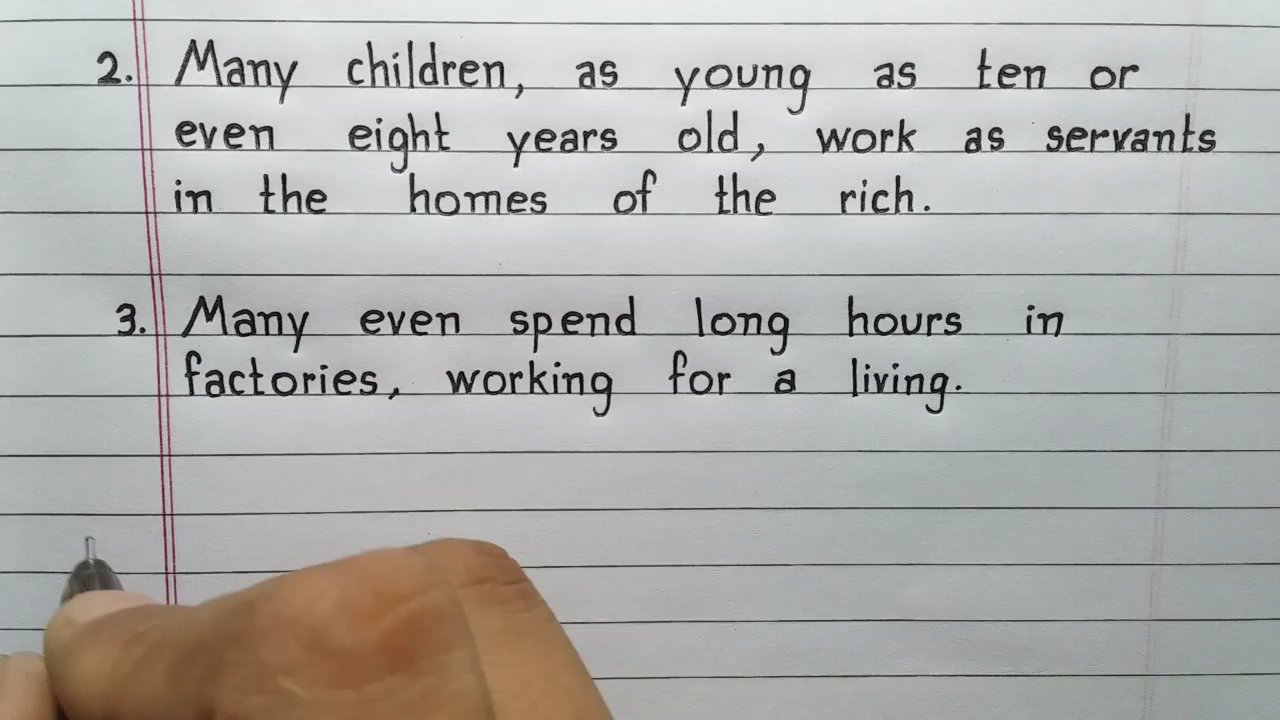 2. Many children, as young as ten or
even eight years old, work as servants
in the homes of the rich.
3. Many even spend long hours in
factories, working for a living.